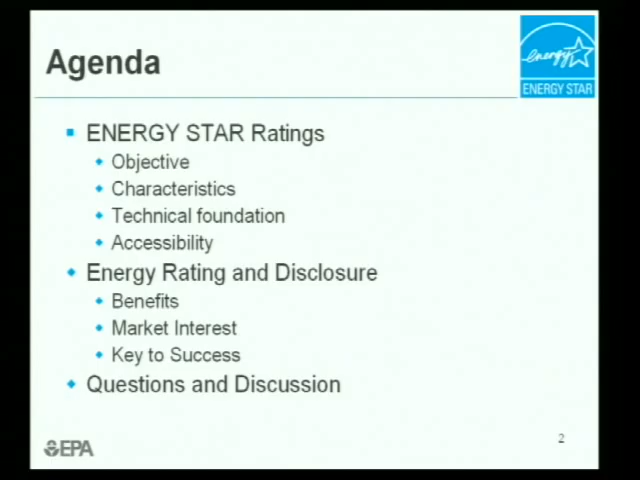 Agenda
energy
ENERGY STAR
ENERGY STAR Ratings
Objective
Characteristics
Technical foundation
Accessibility
Energy Rating and Disclosure
Benefits
Market Interest
Key to Success
Questions and Discussion
2
EPA